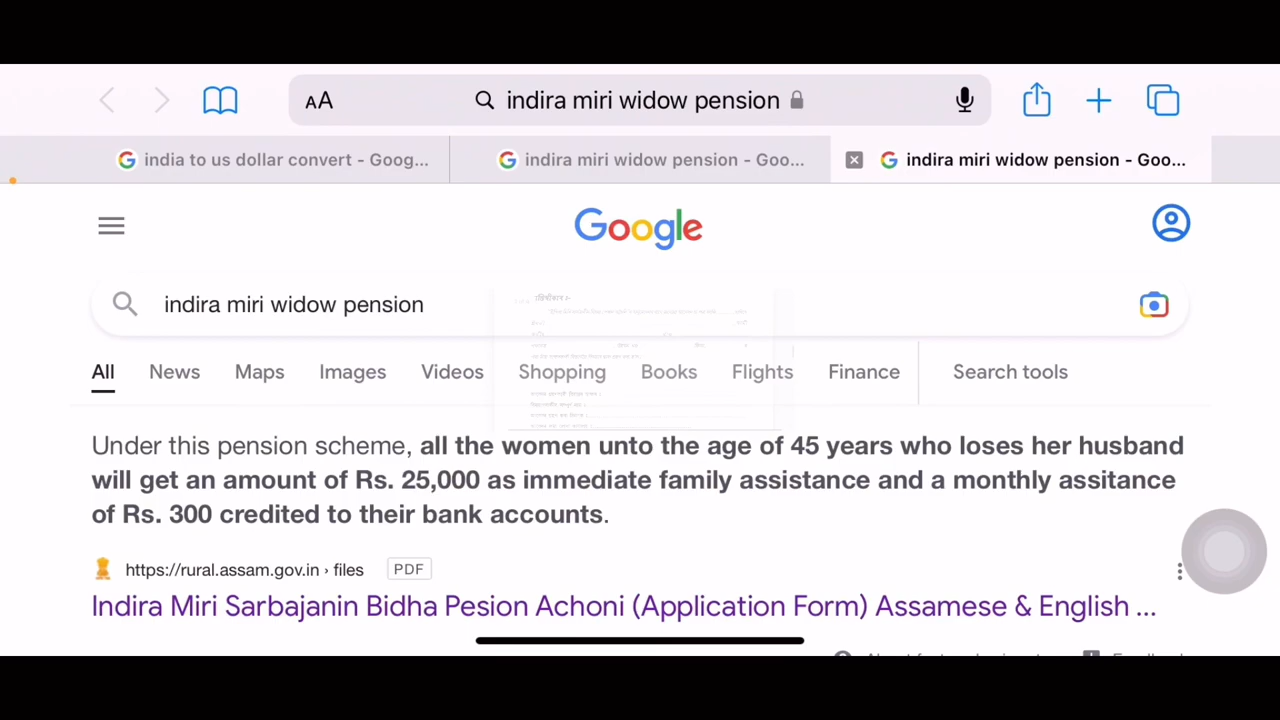 AA indira miri widow pension
india to us dollar convert - Goog...
indira miri widow pension - Goo...
indira miri widow pension - Goo...
Google
indira miri widow pension
All News Maps Images Videos Shopping Books Flights Finance Search tools
Under this pension scheme, all the women unto the age of 45 years who loses her husband
will get an amount of Rs. 25,000 as immediate family assistance and a monthly assitance
of Rs. 300 credited to their bank accounts.
https://rural.assam.gov.in › files PDF
Indira Miri Sarbajanin Bidha Pesion Achoni (Application Form) Assamese & English ...